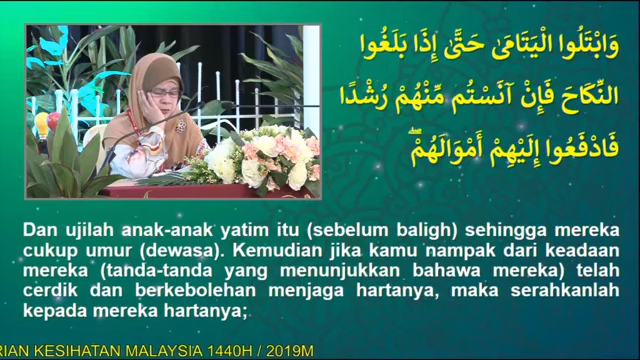 وَابْتَلُوا الْيَتَامَىٰ حَتَّىٰ إِذَا بَلَغُوا
النِّكَاحَ فَإِنْ آنَسْتُم مِّنْهُمْ رُشْدًا
فَادْفَعُوا إِلَيْهِمْ أَمْوَالَهُمْ ۖ
Dan ujilah anak-anak yatim itu (sebelum baligh) sehingga mereka
cukup umur (dewasa). Kemudian jika kamu nampak dari keadaan
mereka (tanda-tanda yang menunjukkan bahawa mereka) telah
cerdik dan berkebolehan menjaga hartanya, maka serahkanlah
kepada mereka hartanya;
RIAN KESIHATAN MALAYSIA 1440H / 2019M